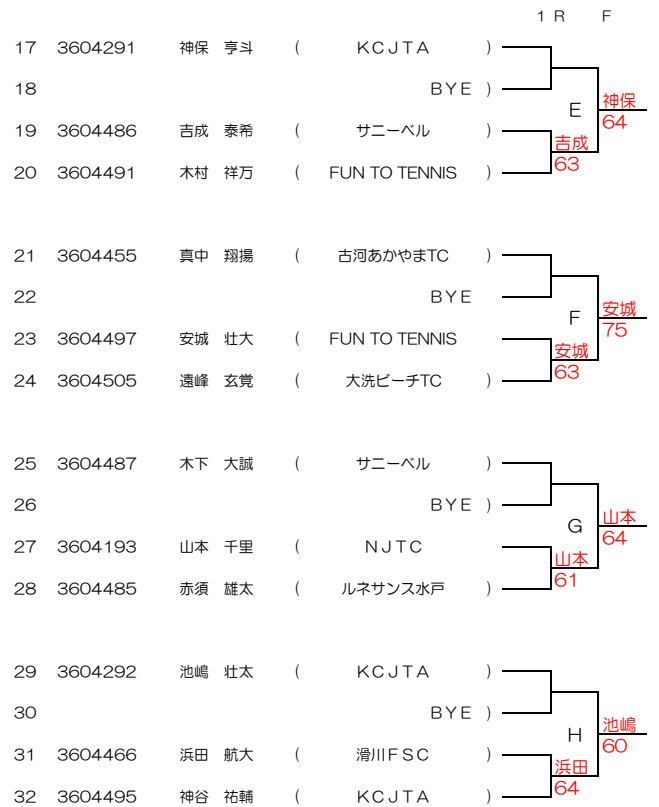 １Ｒ Ｆ
17 3604291 神保 亨斗 ( ＫＣＪＴＡ )
18 ＢＹＥ )
神保
E
64
19 3604486 吉成 泰希 ( サニーベル )
吉成
63
20 3604491 木村 祥万 ( FUN TO TENNIS )
21 3604455 真中 翔揚 ( 古河あかやまTC )
22 ＢＹＥ
安城
F
75
23 3604497 安城 壮大 ( FUN TO TENNIS
安城
63
24 3604505 遠峰 玄覚 ( 大洗ビーチTC )
25 3604487 木下 大誠 ( サニーベル )
26 ＢＹＥ )
山本
G
64
27 3604193 山本 千里 ( ＮＪＴＣ )
山本
61
28 3604485 赤須 雄太 ( ルネサンス水戸 )
29 3604292 池嶋 壮太 ( ＫＣＪＴＡ )
30 ＢＹＥ )
池嶋
H
60
31 3604466 浜田 航大 ( 滑川ＦＳＣ )
浜田
64
32 3604495 神谷 祐輔 ( ＫＣＪＴＡ )